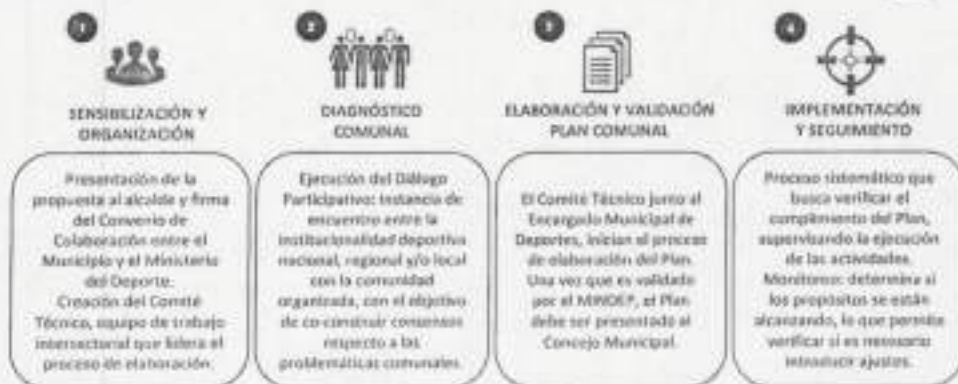 1
SENSIBILIZACIÓN Y
ORGANIZACIÓN
Presentación de la
propuesta al alcalde y firma
del Convenio de
Colaboración entre el
Municipio y el Ministerio
del Deporte.
Creación del Comité
Técnico, equipo de trabajo
intersectorial que lidera el
proceso de elaboración.
2
DIAGNÓSTICO
COMUNAL
Ejecución del Diálogo
Participativo: Instancia de
encuentro entre la
institucionalidad deportiva
nacional, regional y/o local
con la comunidad
organizada, con el objetivo
de co-construir consensos
respecto a las
problemáticas comunales.
3
ELABORACIÓN Y VALIDACIÓN
PLAN COMUNAL
El Comité Técnico junto al
Encargado Municipal de
Deportes, inician el proceso
de elaboración del Plan.
Una vez que es validado
por el MINDEP, el Plan
debe ser presentado al
Concejo Municipal.
4
IMPLEMENTACIÓN
Y SEGUIMIENTO
Proceso sistemático que
busca verificar el
cumplimiento del Plan,
supervisando la ejecución
de las actividades.
Monitoreo: determina si
los propósitos se están
alcanzando, lo que permite
verificar si es necesario
introducir ajustes.